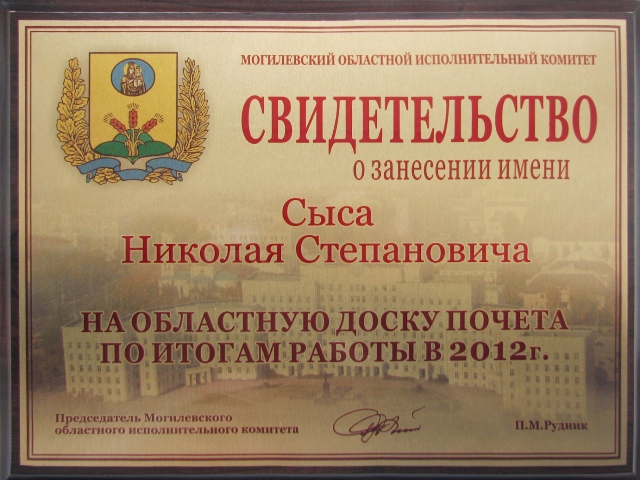 МОГИЛЕВСКИЙ ОБЛАСТНОЙ ИСПОЛНИТЕЛЬНЫЙ КОМИТЕТ
СВИДЕТЕЛЬСТВО
о занесении имени
Сыса
Николая Степановича
НА ОБЛАСТНУЮ ДОСКУ ПОЧЕТА
ПО ИТОГАМ РАБОТЫ В 2012г.
Председатель Могилевского
областного исполнительного комитета
П.М.Рудник